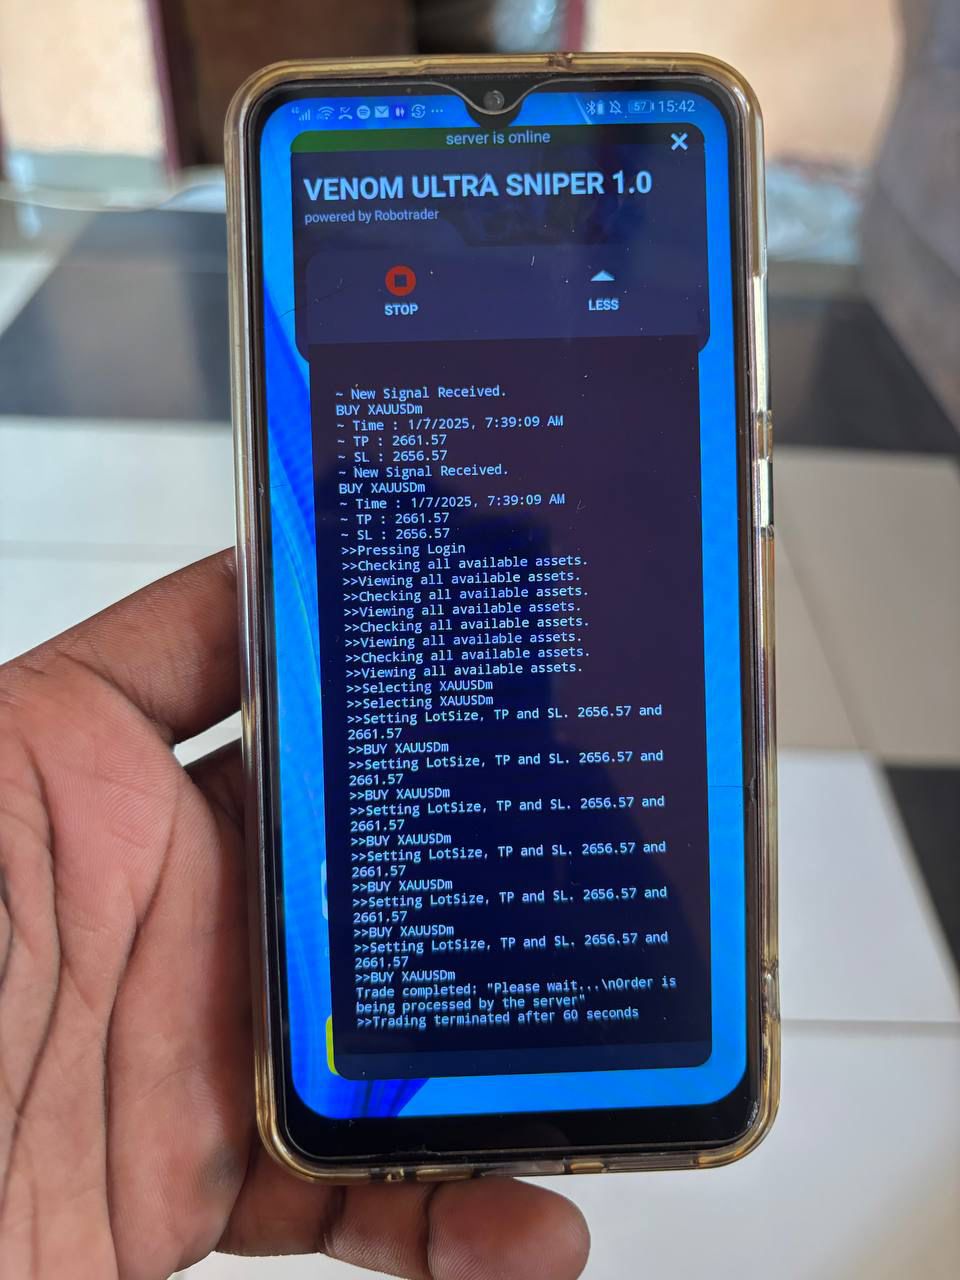 57 15:42
server is online
VENOM ULTRA SNIPER 1.0
powered by Robotrader
STOP
LESS
~ New Signal Received.
BUY XAUUSDm
~ Time : 1/7/2025, 7:39:09 AM
~ TP : 2661.57
~ SL : 2656.57
~ New Signal Received.
BUY XAUUSDm
~ Time : 1/7/2025, 7:39:09 AM
~ TP : 2661.57
~ SL : 2656.57
>>Pressing Login
>>Checking all available assets.
>>Viewing all available assets.
>>Checking all available assets.
>>Viewing all available assets.
>>Checking all available assets.
>>Viewing all available assets.
>>Checking all available assets.
>>Viewing all available assets.
>>Selecting XAUUSDm
>>Selecting XAUUSDm
>>Setting LotSize, TP and SL. 2656.57 and
2661.57
>>BUY XAUUSDm
>>Setting LotSize, TP and SL. 2656.57 and
2661.57
>>BUY XAUUSDm
>>Setting LotSize, TP and SL. 2656.57 and
2661.57
>>BUY XAUUSDm
>>Setting LotSize, TP and SL. 2656.57 and
2661.57
>>BUY XAUUSDm
>>Setting LotSize, TP and SL. 2656.57 and
2661.57
>>BUY XAUUSDm
>>Setting LotSize, TP and SL. 2656.57 and
2661.57
>>BUY XAUUSDm
Trade completed: "Please wait...\nOrder is
being processed by the server"
>>Trading terminated after 60 seconds